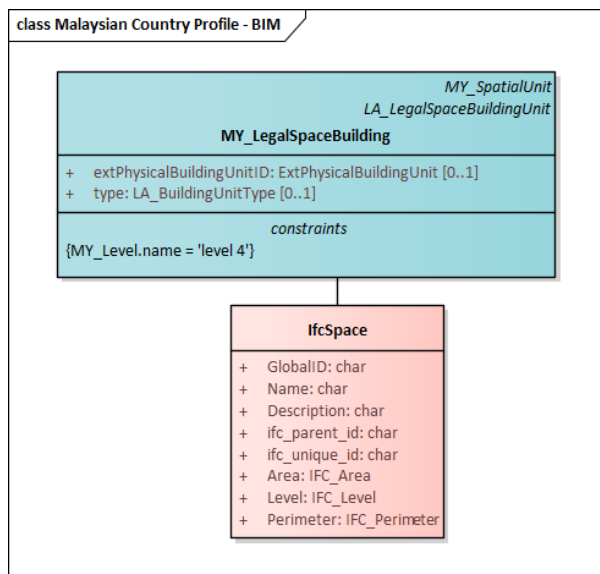 class Malaysian Country Profile - BIM
MY_SpatialUnit
LA_LegalSpaceBuildingUnit
MY_LegalSpaceBuilding
+ extPhysicalBuildingUnitID: ExtPhysicalBuildingUnit [0..1]
+ type: LA_BuildingUnitType [0..1]
constraints
{MY_Level.name = 'level 4'}
IfcSpace
+ GlobalID: char
+ Name: char
+ Description: char
+ ifc_parent_id: char
+ ifc_unique_id: char
+ Area: IFC_Area
+ Level: IFC_Level
+ Perimeter: IFC_Perimeter